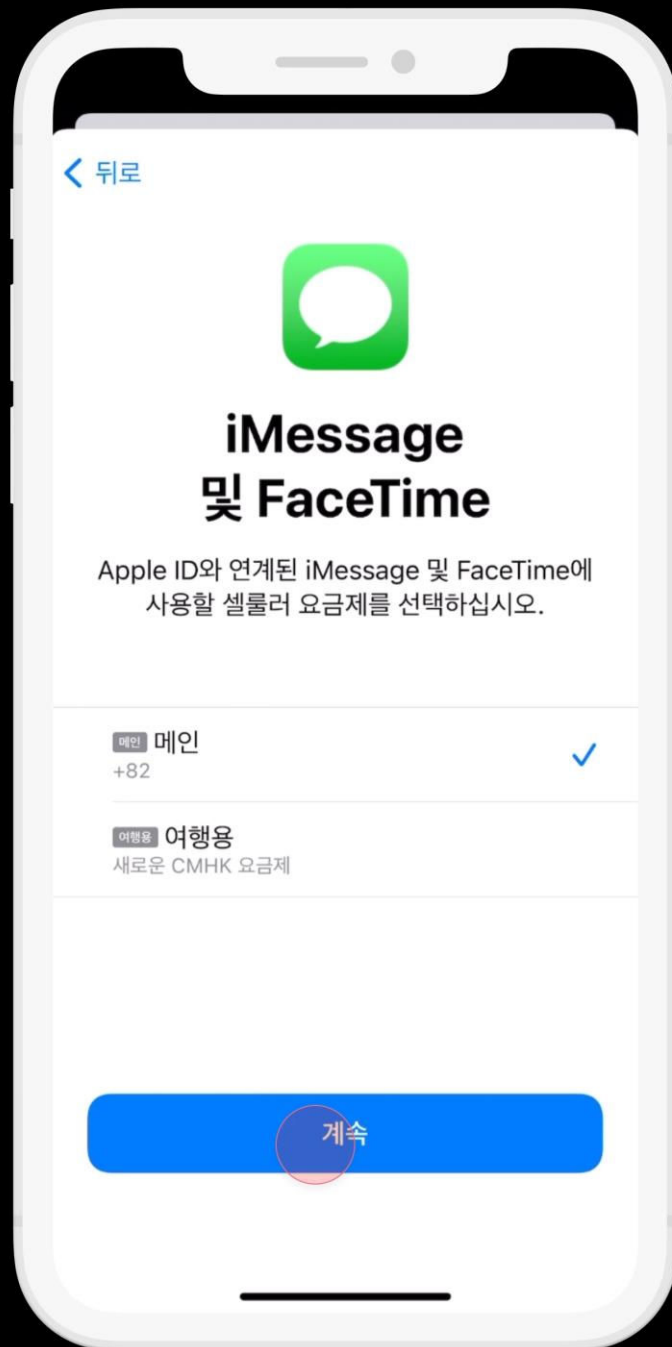 뒤로
iMessage
및 FaceTime
Apple ID와 연계된 iMessage 및 FaceTime에
사용할 셀룰러 요금제를 선택하십시오.
메인 메인
+82
여행용 여행용
새로운 CMHK 요금제
계속